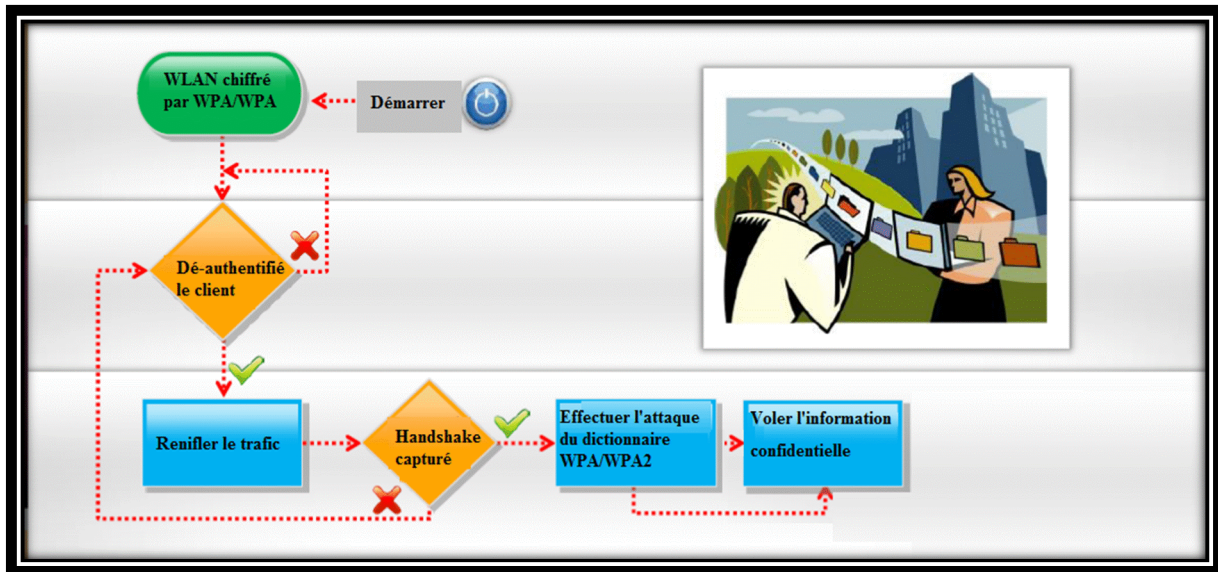 WLAN chiffré
par WPA/WPA
Démarrer
Dé-authentifié
le client
Renifler le trafic
Handshake
capturé
Effectuer l'attaque
du dictionnaire
WPA/WPA2
Voler l'information
confidentielle